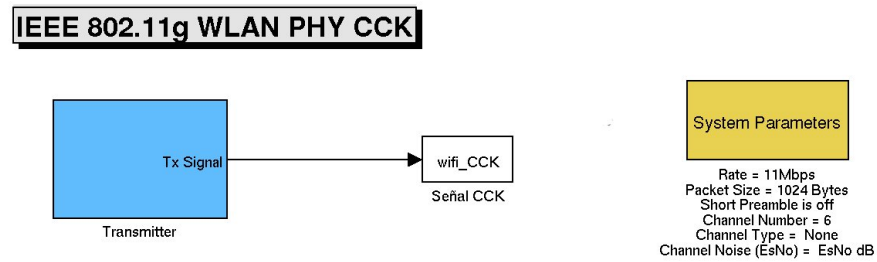 IEEE 802.11g WLAN PHY CCK
Tx Signal
Transmitter
wifi_CCK
Señal CCK
System Parameters
Rate = 11Mbps
Packet Size = 1024 Bytes
Short Preamble is off
Channel Number = 6
Channel Type = None
Channel Noise (EsNo) = EsNo dB